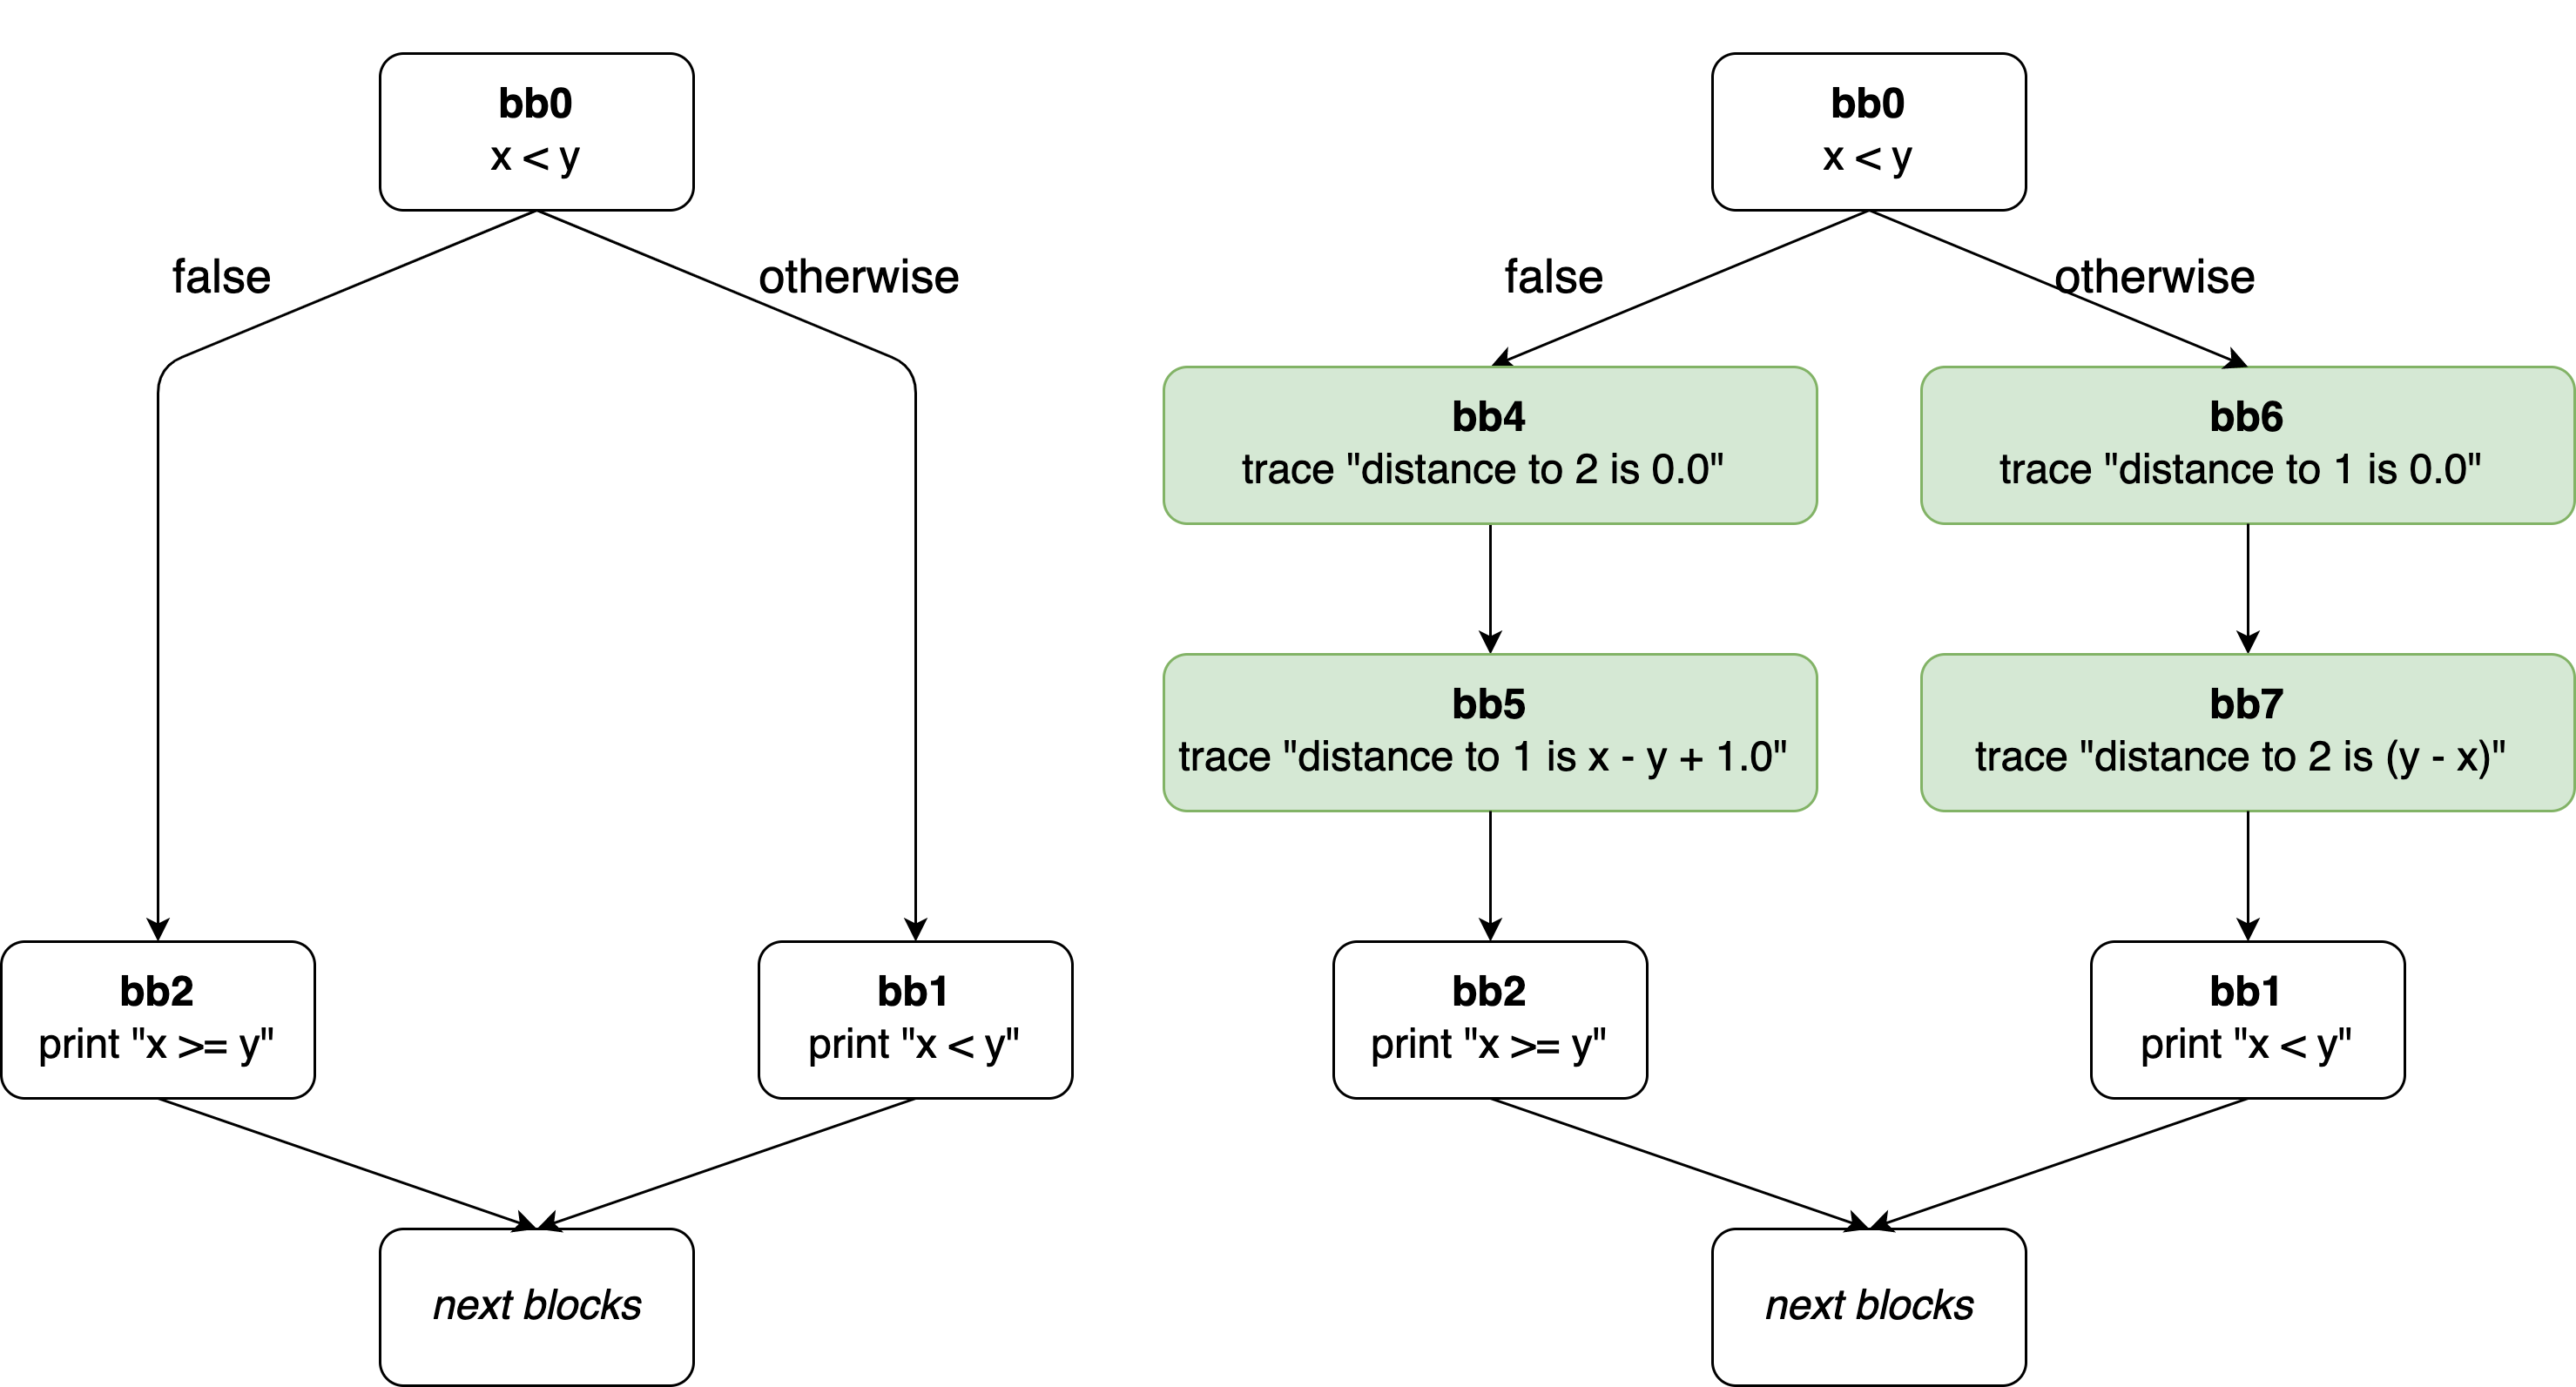 bb0
x < y
false
otherwise
bb2
print "x >= y"
bb1
print "x < y"
next blocks
bb0
x < y
false
otherwise
bb4
trace "distance to 2 is 0.0"
bb6
trace "distance to 1 is 0.0"
bb5
trace "distance to 1 is x - y + 1.0"
bb7
trace "distance to 2 is (y - x)"
bb2
print "x >= y"
bb1
print "x < y"
next blocks